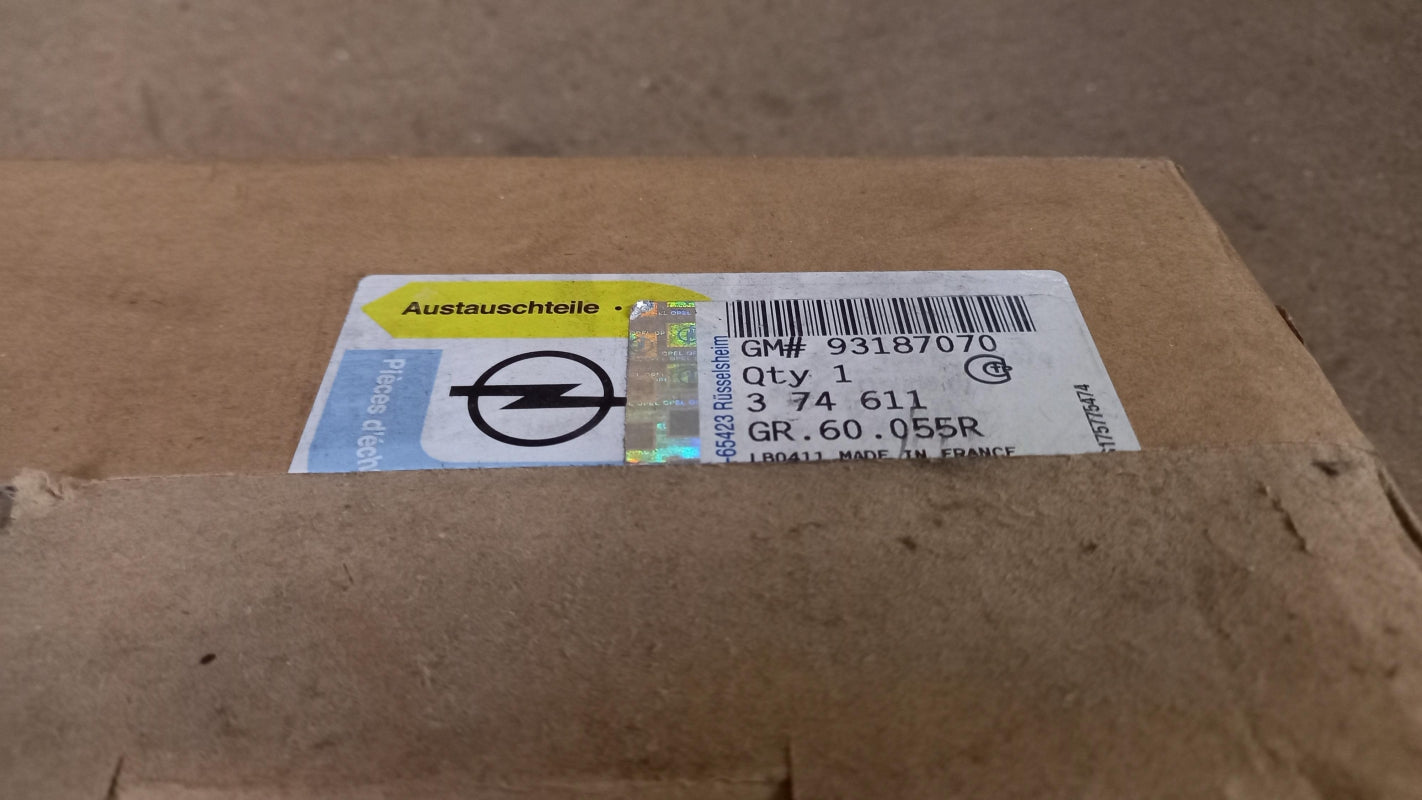 Austauschteile •
Pièces d'éch
-65423 Rüsselsheim
GM# 93187070
Qty 1
3 74 611
GR.60.055R
LB0411 MADE IN FRANCE